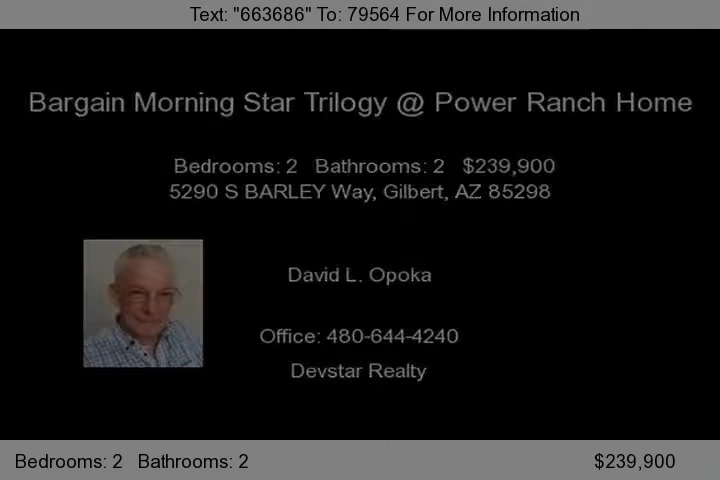 Text: "663686" To: 79564 For More Information
Bargain Morning Star Trilogy @ Power Ranch Home
Bedrooms: 2 Bathrooms: 2 $239,900
5290 S BARLEY Way, Gilbert, AZ 85298
David L. Opoka
Office: 480-644-4240
Devstar Realty
Bedrooms: 2 Bathrooms: 2 $239,900